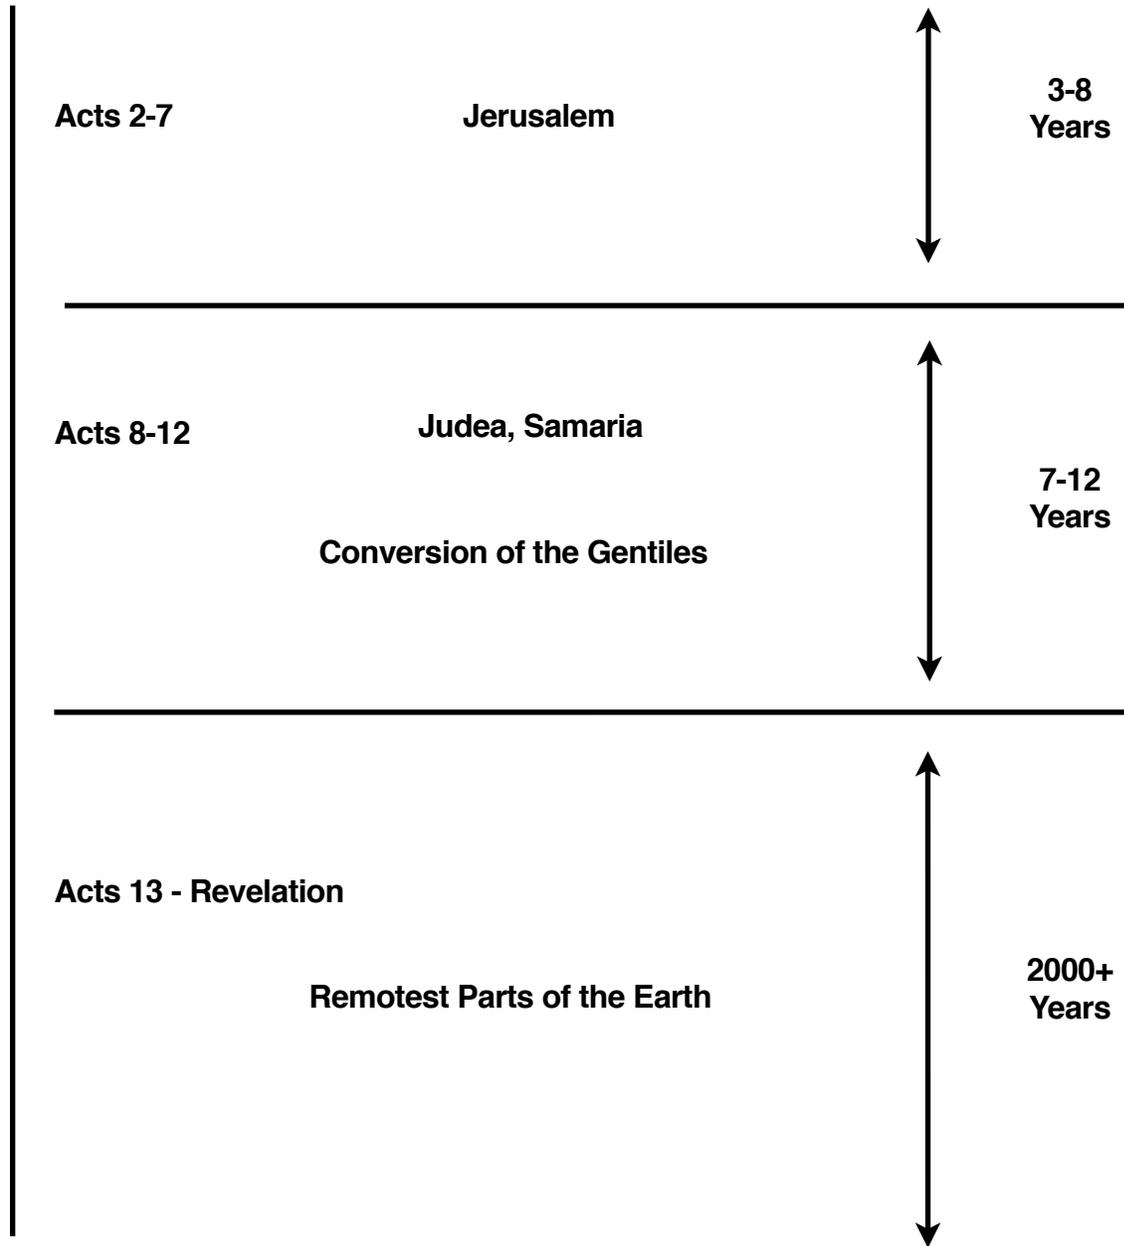 Acts 2-7
Jerusalem
3-8
Years
Acts 8-12
Judea, Samaria
Conversion of the Gentiles
7-12
Years
Acts 13 - Revelation
Remotest Parts of the Earth
2000+
Years